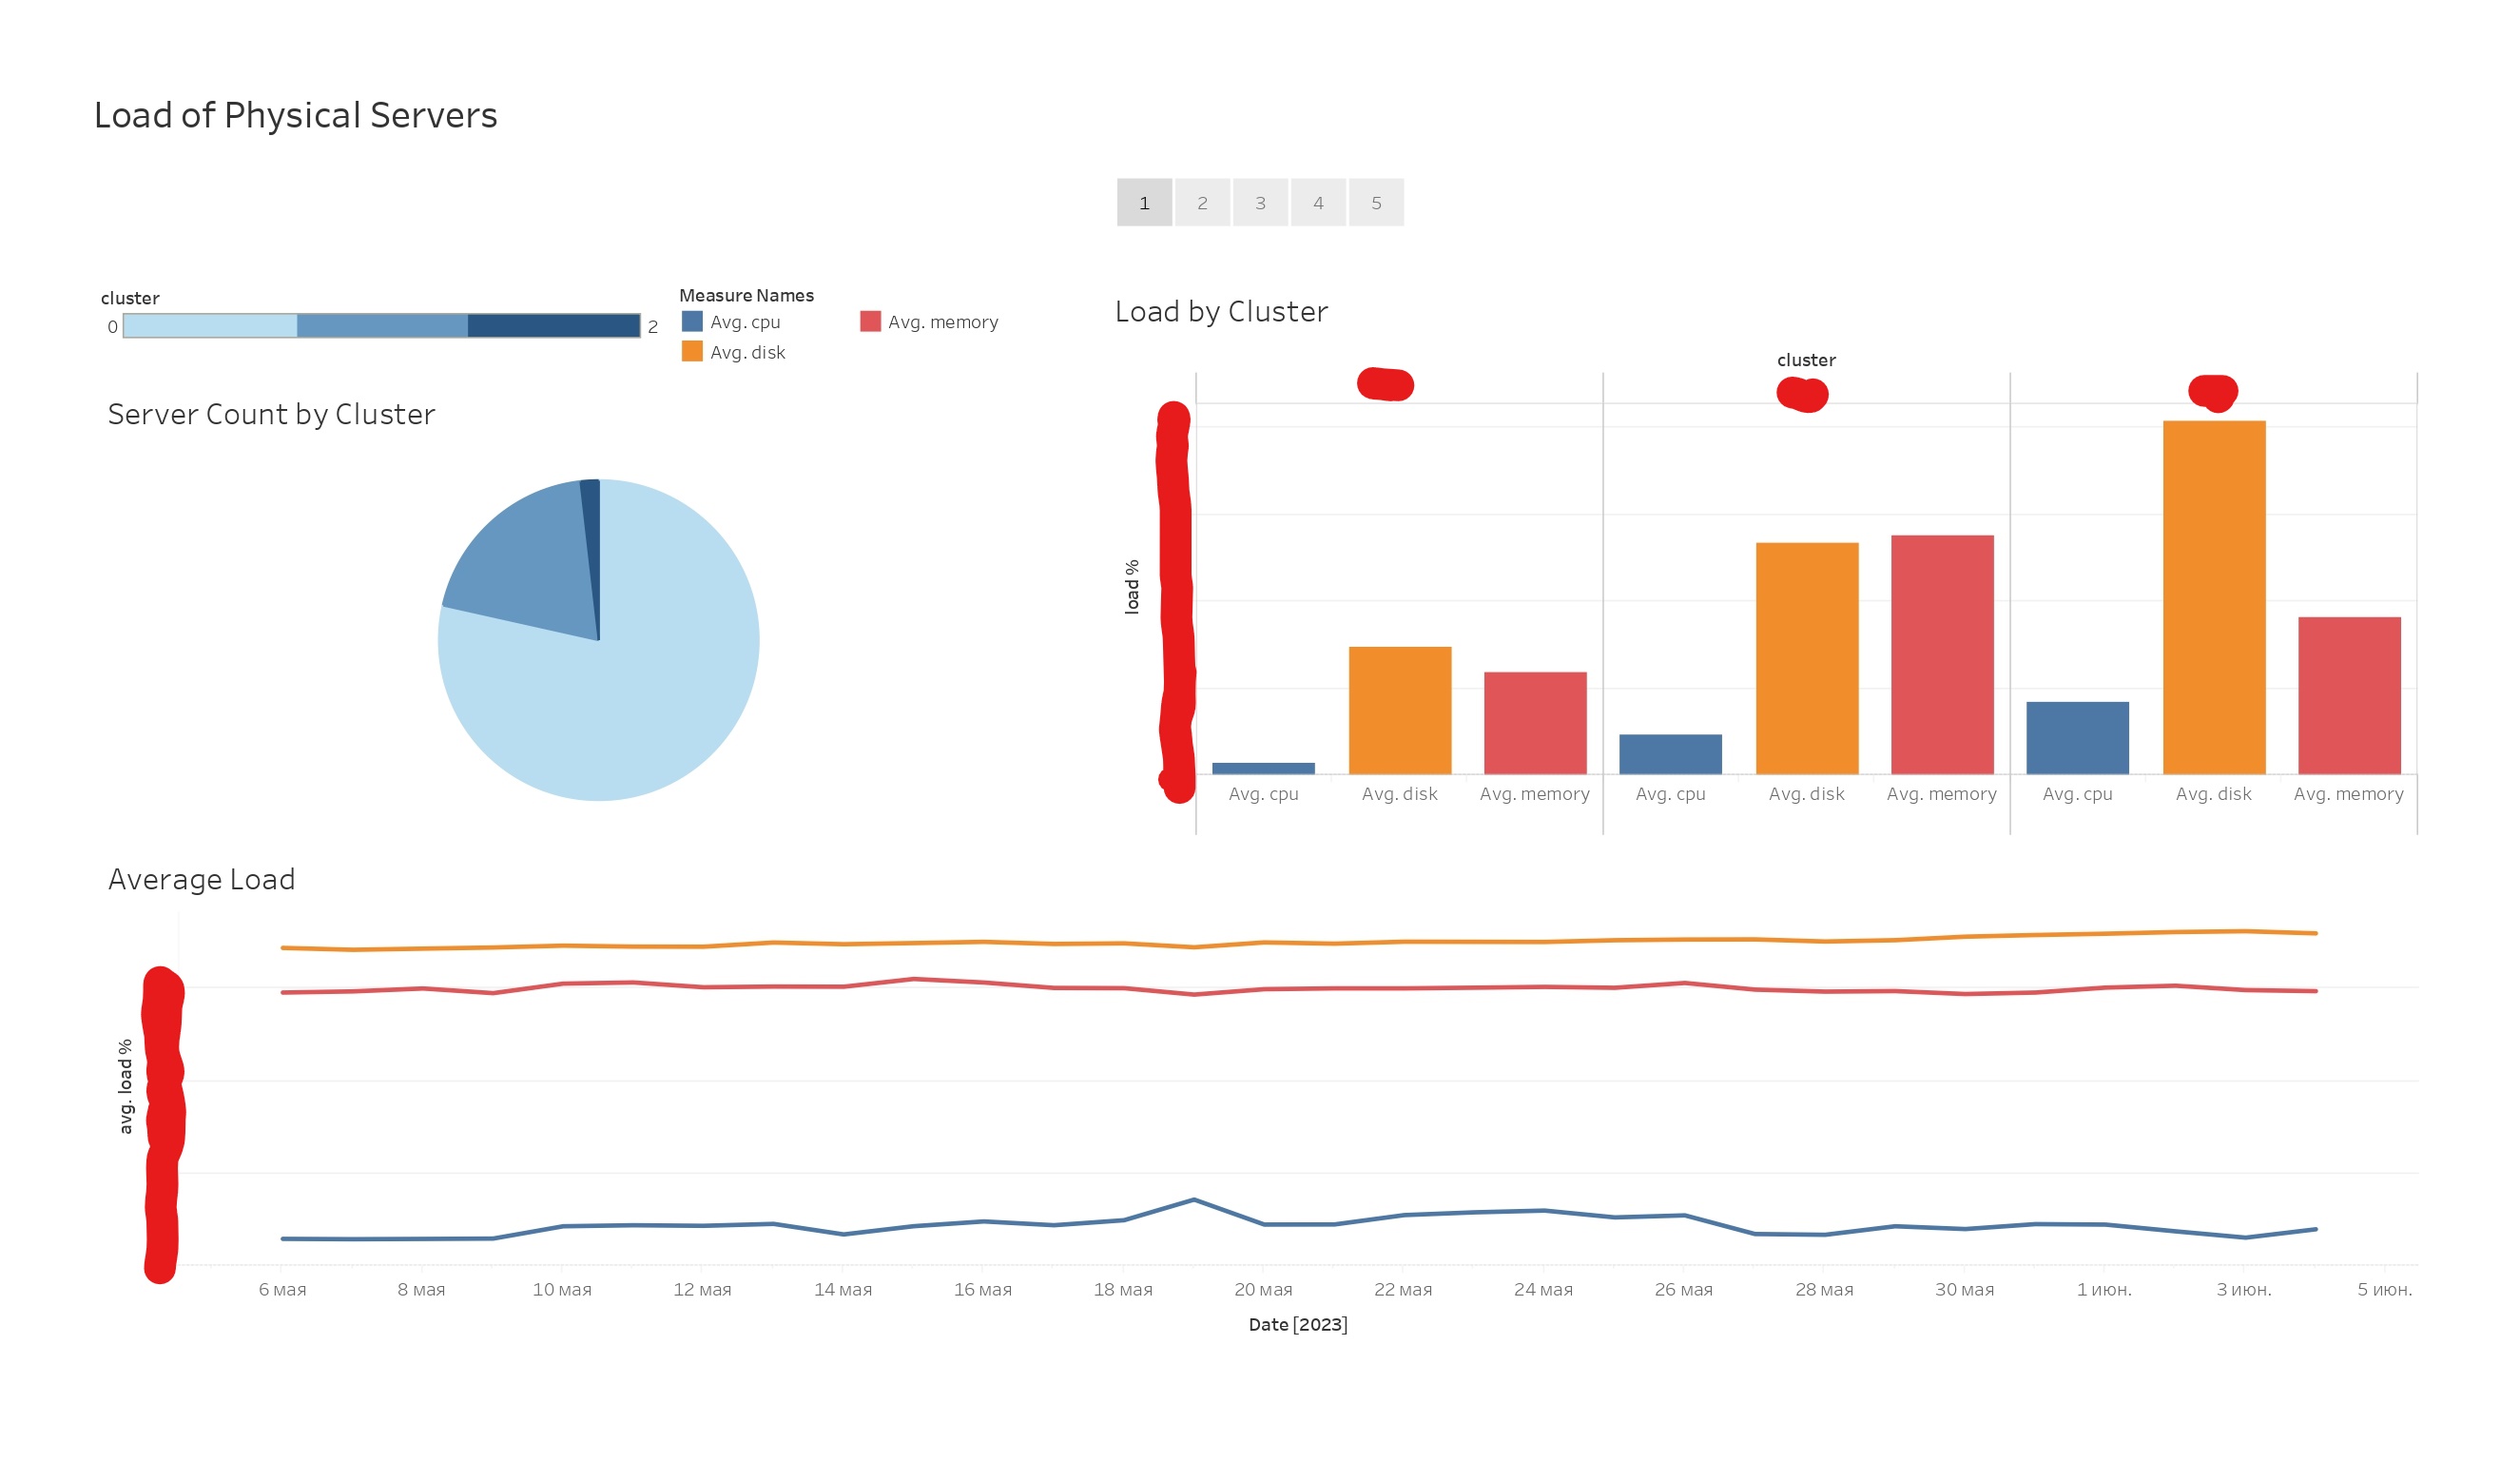 Load of Physical Servers
1 2 3 4 5
cluster
0 2
Measure Names
Avg. cpu Avg. memory
Avg. disk
Server Count by Cluster
Load by Cluster
cluster
load %
Avg. cpu Avg. disk Avg. memory Avg. cpu Avg. disk Avg. memory Avg. cpu Avg. disk Avg. memory
Average Load
avg. load %
6 мая 8 мая 10 мая 12 мая 14 мая 16 мая 18 мая 20 мая 22 мая 24 мая 26 мая 28 мая 30 мая 1 июн. 3 июн. 5 июн.
Date [2023]